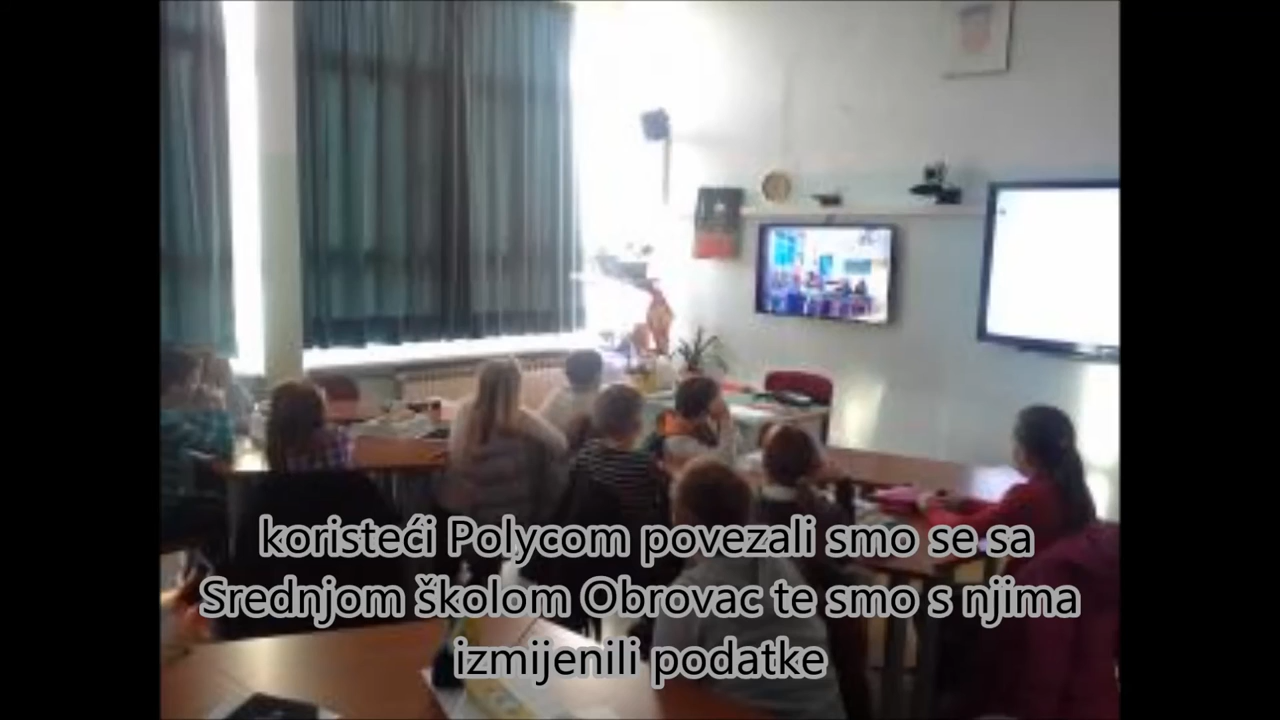 koristeći Polycom povezali smo se sa
Srednjom školom Obrovac te smo s njima
izmijenili podatke